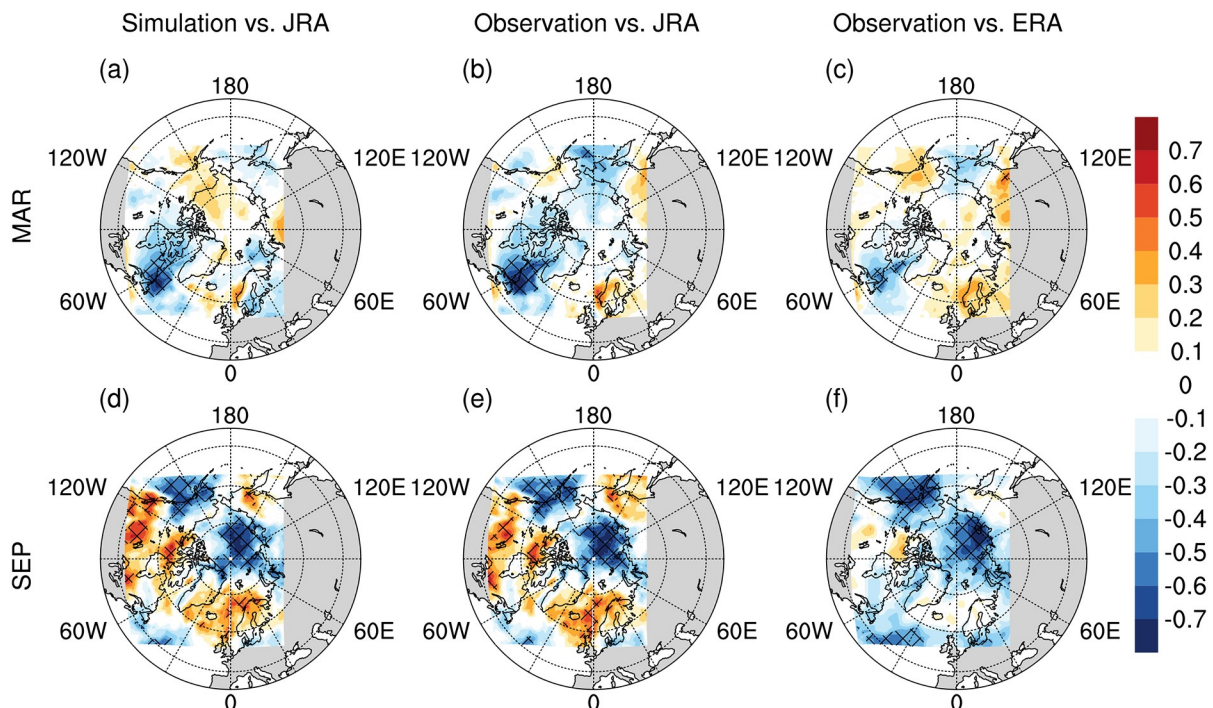 Simulation vs. JRA Observation vs. JRA Observation vs. ERA
(a) (b) (c)
180 180 180
120W 120E 120W 120E 120W 120E
MAR
60W 60E 60W 60E 60W 60E
0 0 0
(d) (e) (f)
180 180 180
120W 120E 120W 120E 120W 120E
SEP
60W 60E 60W 60E 60W 60E
0 0 0
0.7
0.6
0.5
0.4
0.3
0.2
0.1
0
-0.1
-0.2
-0.3
-0.4
-0.5
-0.6
-0.7